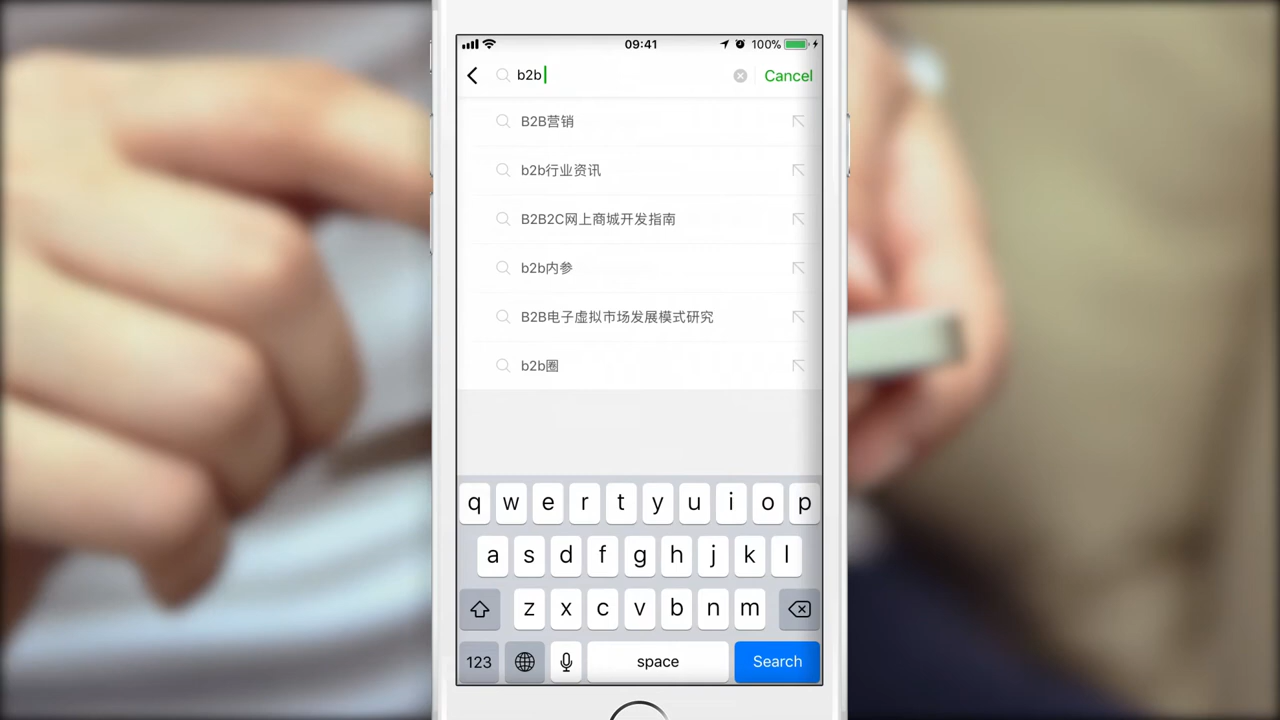 09:41
100%
b2b
Cancel
B2B营销
b2b行业资讯
B2B2C网上商城开发指南
b2b内参
B2B电子虚拟市场发展模式研究
b2b圈
q w e r t y u i o p
a s d f g h j k l
z x c v b n m
123 space Search